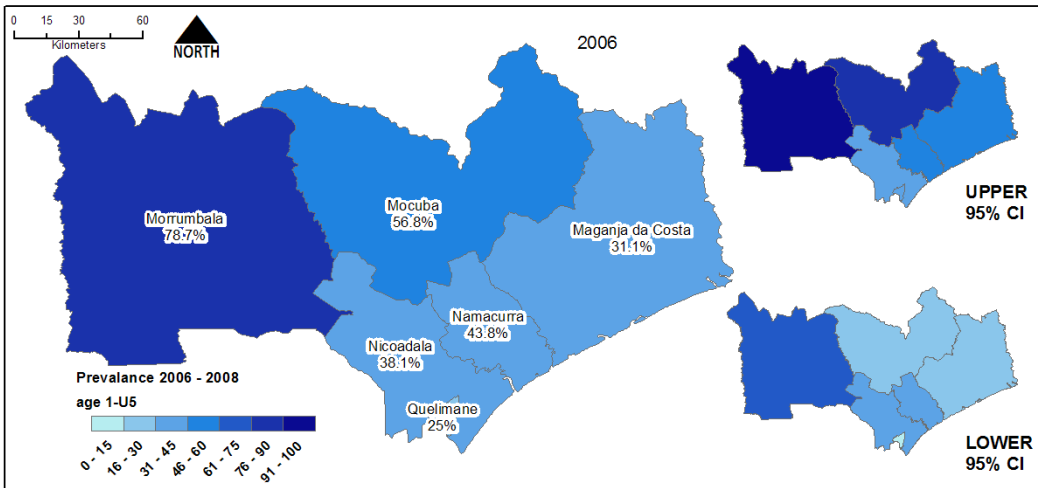 0 15 30 60
Kilometers
NORTH
2006
Morrumbala
78.7%
Mocuba
56.8%
Maganja da Costa
31.1%
Namacurra
43.8%
Nicoadala
38.1%
Quelimane
25%
Prevalance 2006 - 2008
age 1-U5
0 - 15
16 - 30
31 - 45
46 - 60
61 - 75
76 - 90
91 - 100
UPPER
95% CI
LOWER
95% CI